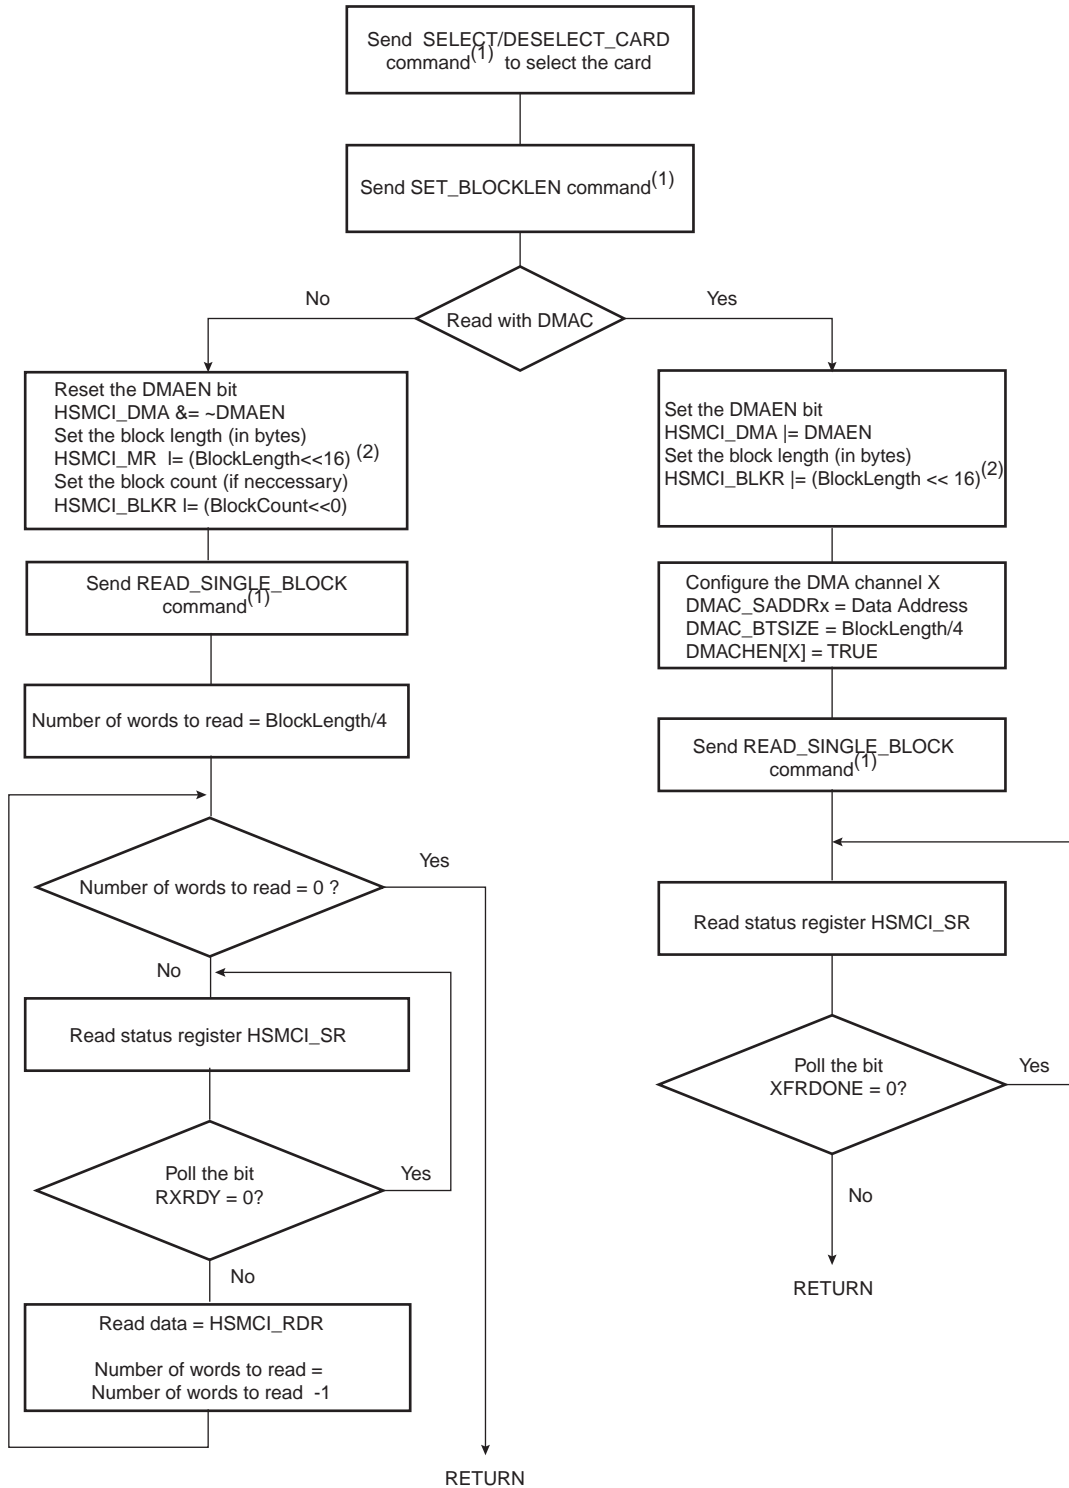 Send SELECT/DESELECT_CARD
command(1) to select the card
Send SET_BLOCKLEN command(1)
No
Yes
Read with DMAC
Reset the DMAEN bit
HSMCI_DMA &= ~DMAEN
Set the block length (in bytes)
HSMCI_MR l= (BlockLength<<16) (2)
Set the block count (if neccessary)
HSMCI_BLKR l= (BlockCount<<0)
Send READ_SINGLE_BLOCK
command(1)
Number of words to read = BlockLength/4
Number of words to read = 0 ?
Yes
No
Read status register HSMCI_SR
Poll the bit
RXRDY = 0?
Yes
No
Read data = HSMCI_RDR
Number of words to read =
Number of words to read -1
RETURN
Set the DMAEN bit
HSMCI_DMA |= DMAEN
Set the block length (in bytes)
HSMCI_BLKR |= (BlockLength << 16)(2)
Configure the DMA channel X
DMAC_SADDRx = Data Address
DMAC_BTSIZE = BlockLength/4
DMACHEN[X] = TRUE
Send READ_SINGLE_BLOCK
command(1)
Read status register HSMCI_SR
Poll the bit
XFRDONE = 0?
Yes
No
RETURN